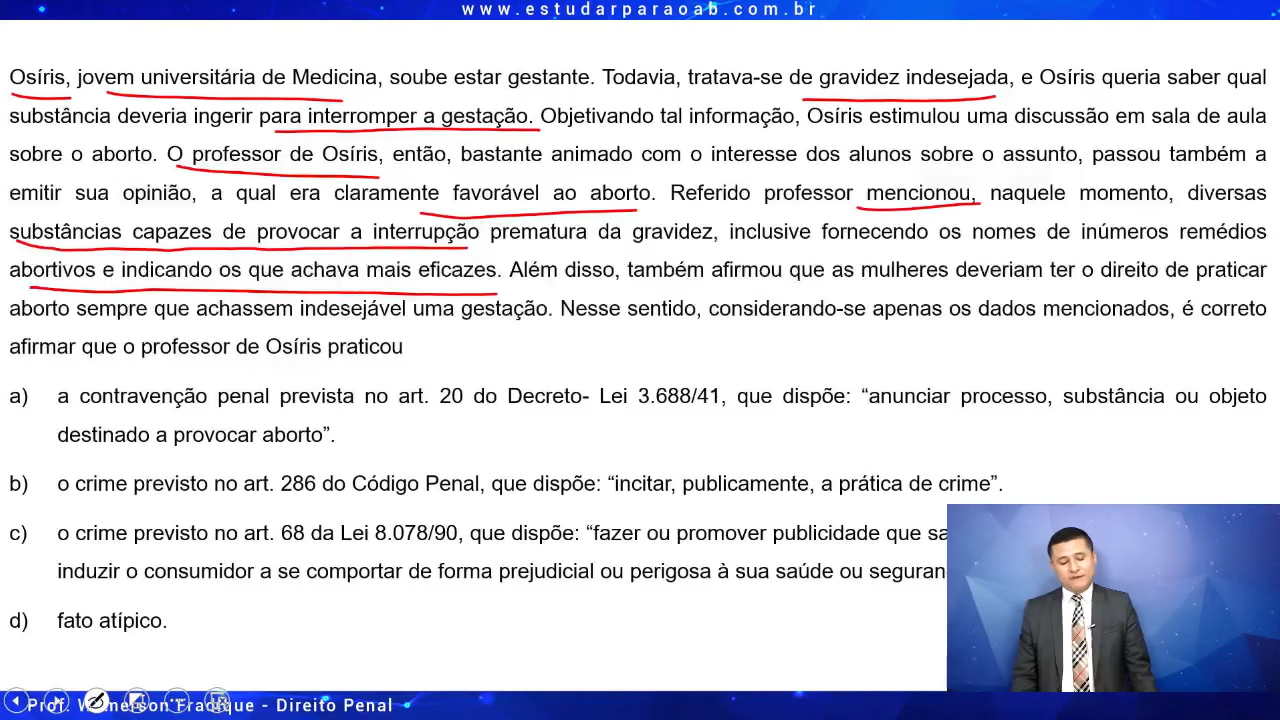 www.estudarparaoab.com.br
Osíris, jovem universitária de Medicina, soube estar gestante. Todavia, tratava-se de gravidez indesejada, e Osíris queria saber qual
substância deveria ingerir para interromper a gestação. Objetivando tal informação, Osíris estimulou uma discussão em sala de aula
sobre o aborto. O professor de Osíris, então, bastante animado com o interesse dos alunos sobre o assunto, passou também a
emitir sua opinião, a qual era claramente favorável ao aborto. Referido professor mencionou, naquele momento, diversas
substâncias capazes de provocar a interrupção prematura da gravidez, inclusive fornecendo os nomes de inúmeros remédios
abortivos e indicando os que achava mais eficazes. Além disso, também afirmou que as mulheres deveriam ter o direito de praticar
aborto sempre que achassem indesejável uma gestação. Nesse sentido, considerando-se apenas os dados mencionados, é correto
afirmar que o professor de Osíris praticou
a) a contravenção penal prevista no art. 20 do Decreto- Lei 3.688/41, que dispõe: “anunciar processo, substância ou objeto
destinado a provocar aborto”.
b) o crime previsto no art. 286 do Código Penal, que dispõe: “incitar, publicamente, a prática de crime”.
c) o crime previsto no art. 68 da Lei 8.078/90, que dispõe: “fazer ou promover publicidade que
induzir o consumidor a se comportar de forma prejudicial ou perigosa à sua saúde ou
d) fato atípico.
Prof. - Direito Penal